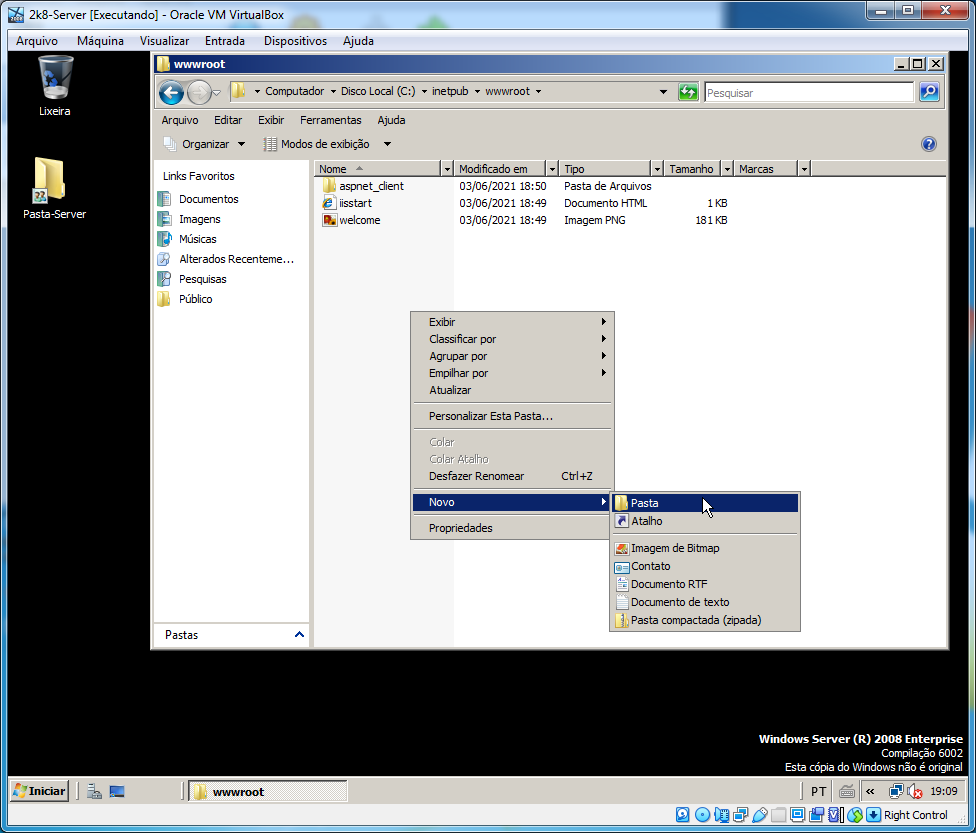 2k8-Server [Executando] - Oracle VM VirtualBox
Arquivo Máquina Visualizar Entrada Dispositivos Ajuda
Lixeira
Pasta-Server
wwwroot
Computador Disco Local (C:) inetpub wwwroot
Pesquisar
Arquivo Editar Exibir Ferramentas Ajuda
Organizar Modos de exibição
Links Favoritos
Documentos
Imagens
Músicas
Alterados Recenteme...
Pesquisas
Público
Pastas
Nome Modificado em Tipo Tamanho Marcas
aspnet_client 03/06/2021 18:50 Pasta de Arquivos
iisstart 03/06/2021 18:49 Documento HTML 1 KB
welcome 03/06/2021 18:49 Imagem PNG 181 KB
Exibir
Classificar por
Agrupar por
Empilhar por
Atualizar
Personalizar Esta Pasta...
Colar
Colar Atalho
Desfazer Renomear Ctrl+Z
Novo
Propriedades
Pasta
Atalho
Imagem de Bitmap
Contato
Documento RTF
Documento de texto
Pasta compactada (zipada)
Windows Server (R) 2008 Enterprise
Compilação 6002
Esta cópia do Windows não é original
Iniciar wwwroot PT « 19:09
Right Control